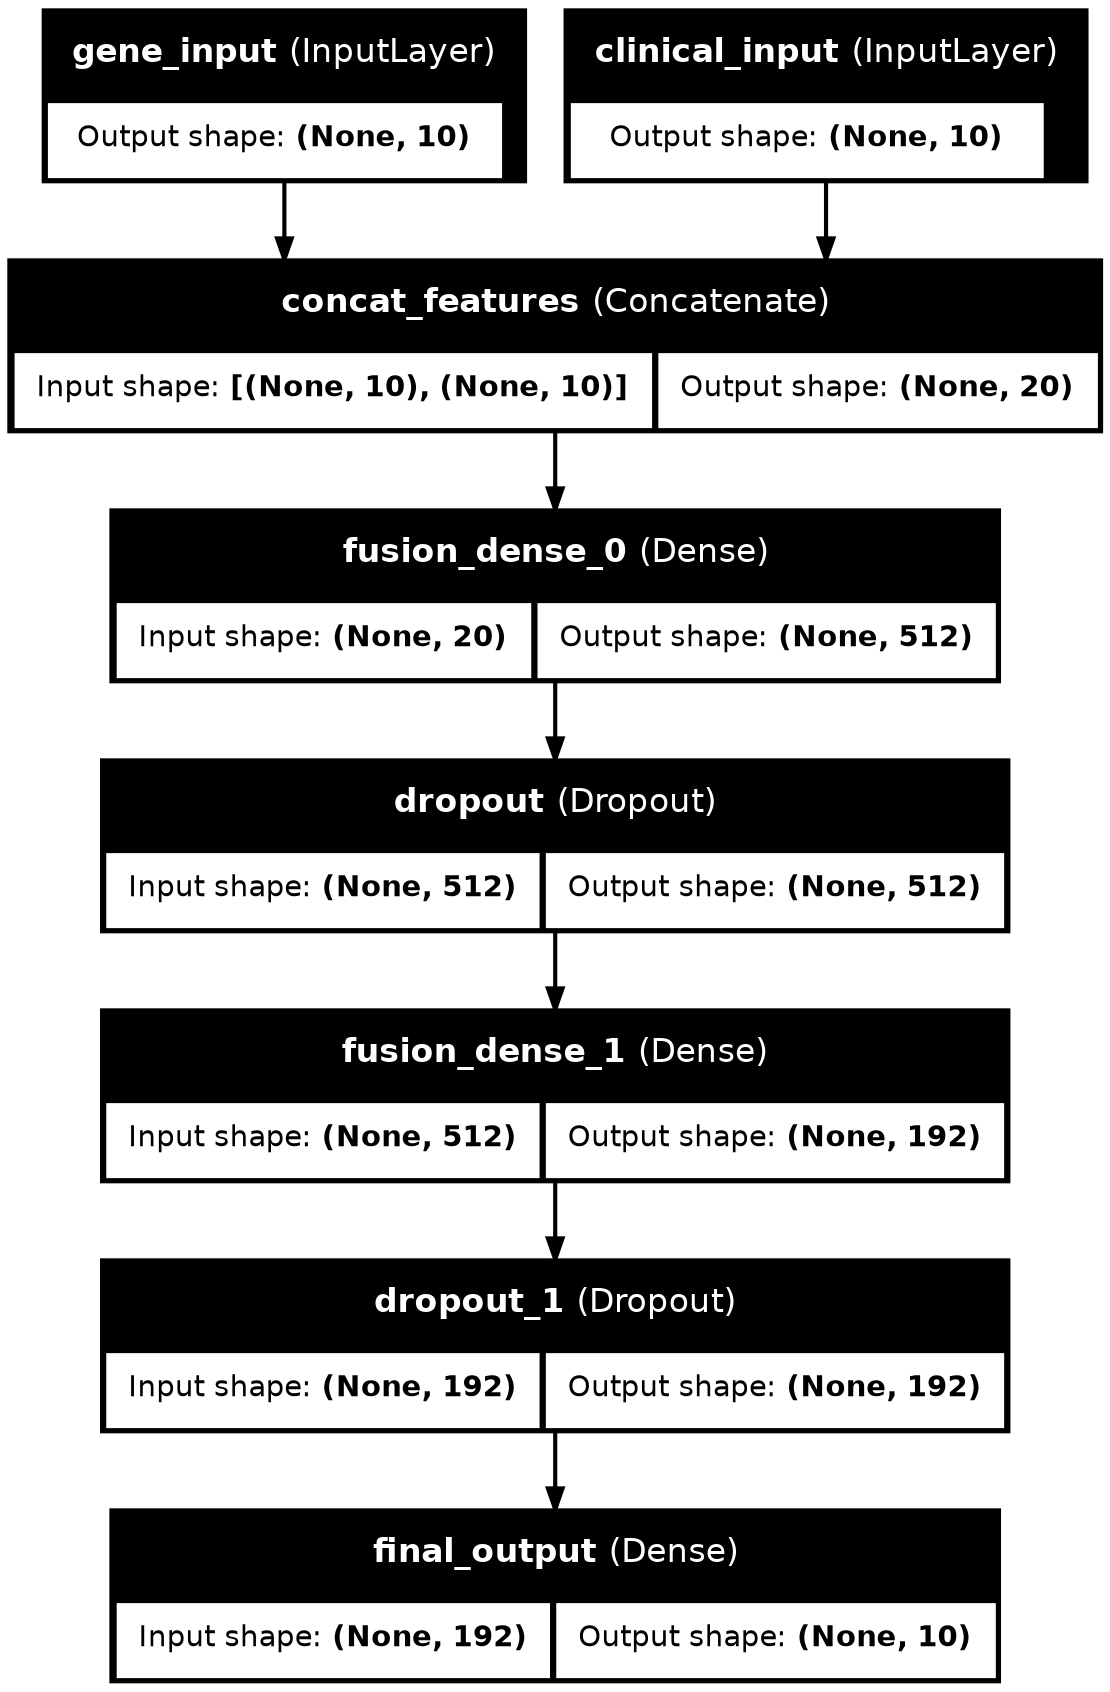 gene_input (InputLayer)
Output shape: (None, 10)
clinical_input (InputLayer)
Output shape: (None, 10)
concat_features (Concatenate)
Input shape: [(None, 10), (None, 10)]
Output shape: (None, 20)
fusion_dense_0 (Dense)
Input shape: (None, 20)
Output shape: (None, 512)
dropout (Dropout)
Input shape: (None, 512)
Output shape: (None, 512)
fusion_dense_1 (Dense)
Input shape: (None, 512)
Output shape: (None, 192)
dropout_1 (Dropout)
Input shape: (None, 192)
Output shape: (None, 192)
final_output (Dense)
Input shape: (None, 192)
Output shape: (None, 10)